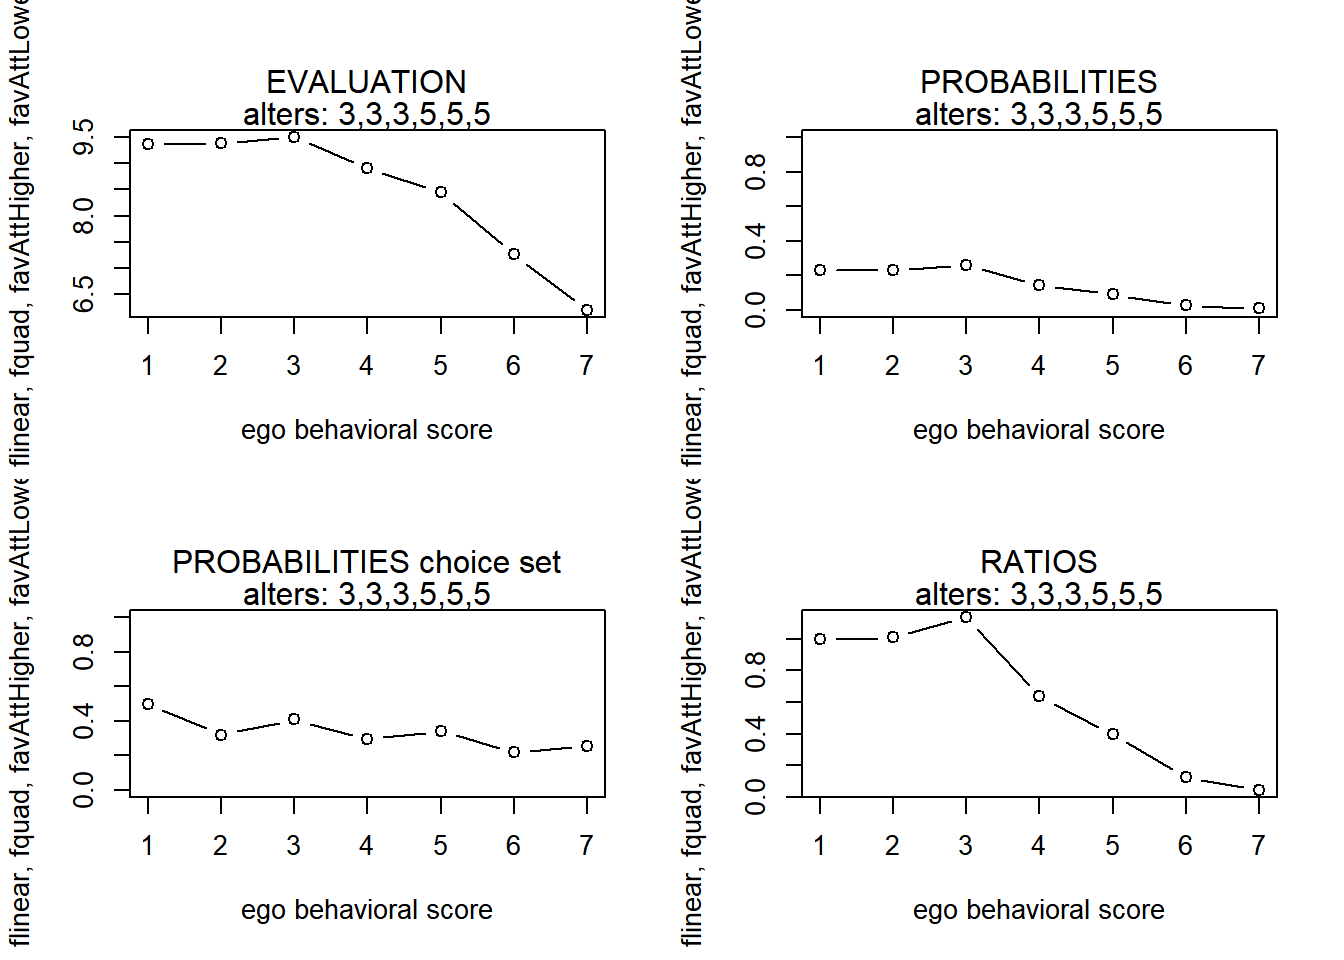 EVALUATION
alters: 3,3,3,5,5,5
flinear, fquad, favAttHigher, favAttLowe
9.5
8.0
6.5
1 2 3 4 5 6 7
ego behavioral score
PROBABILITIES
alters: 3,3,3,5,5,5
flinear, fquad, favAttHigher, favAttLowe
0.8
0.4
0.0
1 2 3 4 5 6 7
ego behavioral score
PROBABILITIES choice set
alters: 3,3,3,5,5,5
flinear, fquad, favAttHigher, favAttLowe
0.8
0.4
0.0
1 2 3 4 5 6 7
ego behavioral score
RATIOS
alters: 3,3,3,5,5,5
flinear, fquad, favAttHigher, favAttLowe
0.8
0.4
0.0
1 2 3 4 5 6 7
ego behavioral score